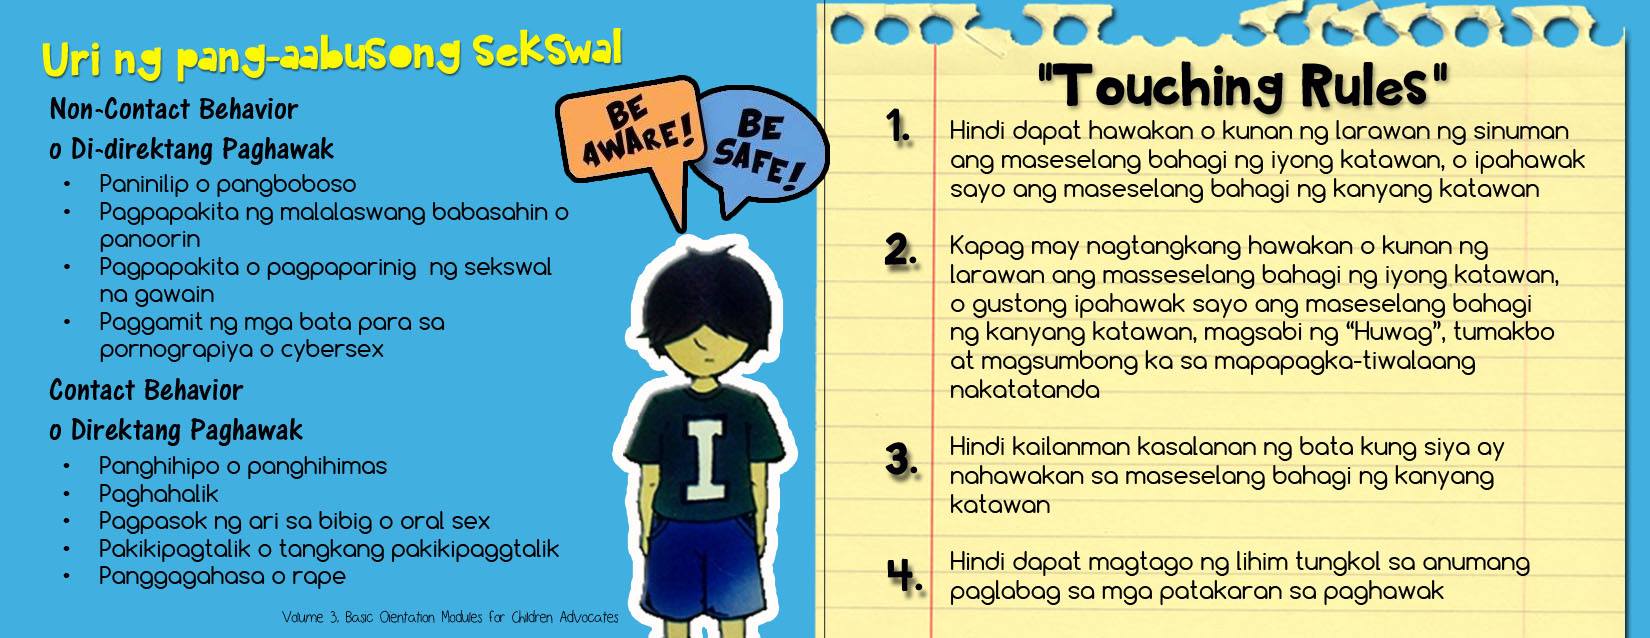 Uri ng pang-aabusong sekswal
Non-Contact Behavior
o Di-direktang Paghawak
• Paninilip o pangboboso
• Pagpapakita ng malalaswang babasahin o
panoorin
• Pagpapakita o pagpaparinig ng sekswal
na gawain
• Paggamit ng mga bata para sa
pornograpiya o cybersex
Contact Behavior
o Direktang Paghawak
• Panghihipo o panghihimas
• Paghahalik
• Pagpasok ng ari sa bibig o oral sex
• Pakikipagtalik o tangkang pakikipaggtalik
• Panggagahasa o rape
Volume 3, Basic Oientation Modules for Children Advocates
BE
AWARE!
BE
SAFE!
I
"Touching Rules"
1. Hindi dapat hawakan o kunan ng larawan ng sinuman
ang maseselang bahagi ng iyong katawan, o ipahawak
sayo ang maseselang bahagi ng kanyang katawan
2. Kapag may nagtangkang hawakan o kunan ng
larawan ang masseselang bahagi ng iyong katawan,
o gustong ipahawak sayo ang maseselang bahagi
ng kanyang katawan, magsabi ng “Huwag”, tumakbo
at magsumbong ka sa mapapagka-tiwalaang
nakatatanda
3. Hindi kailanman kasalanan ng bata kung siya ay
nahawakan sa maseselang bahagi ng kanyang
katawan
4. Hindi dapat magtago ng lihim tungkol sa anumang
paglabag sa mga patakaran sa paghawak